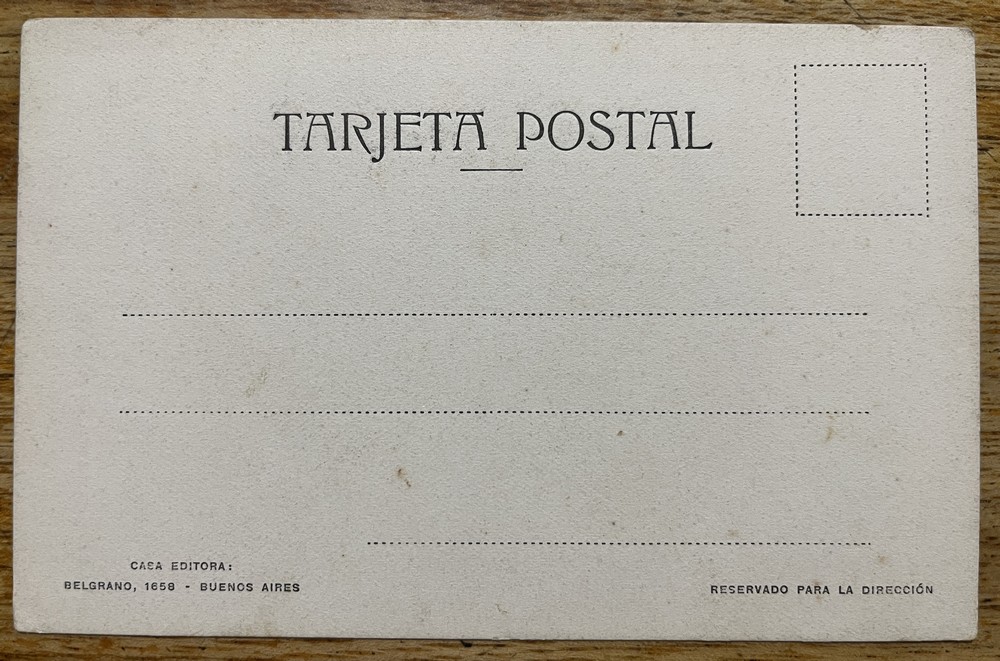 TARJETA POSTAL
CASA EDITORA:
BELGRANO, 1658 - BUENOS AIRES
RESERVADO PARA LA DIRECCIÓN